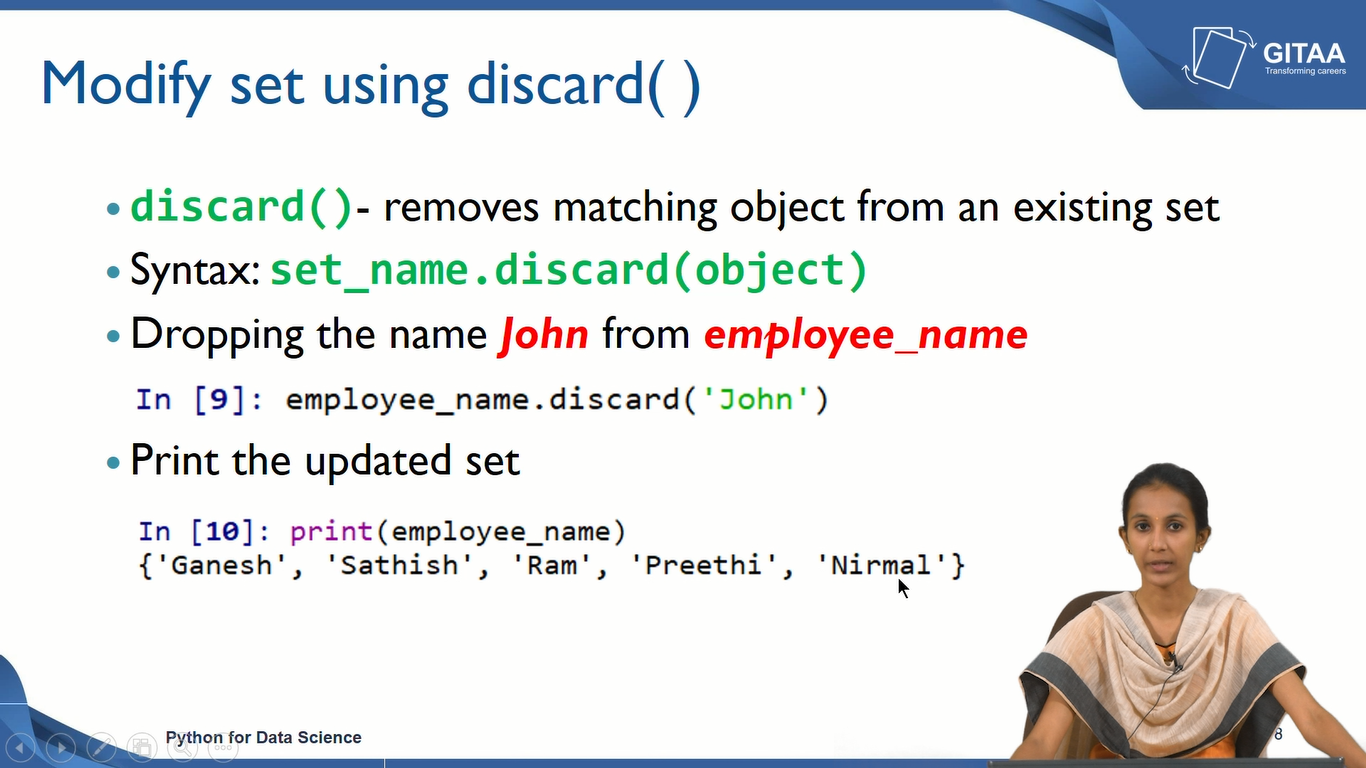 GITAA
Transforming careers
Modify set using discard( )
• discard()- removes matching object from an existing set
• Syntax: set_name.discard(object)
• Dropping the name John from employee_name
In [9]: employee_name.discard('John')
• Print the updated set
In [10]: print(employee_name)
{'Ganesh', 'Sathish', 'Ram', 'Preethi', 'Nirmal'}
Python for Data Science
8